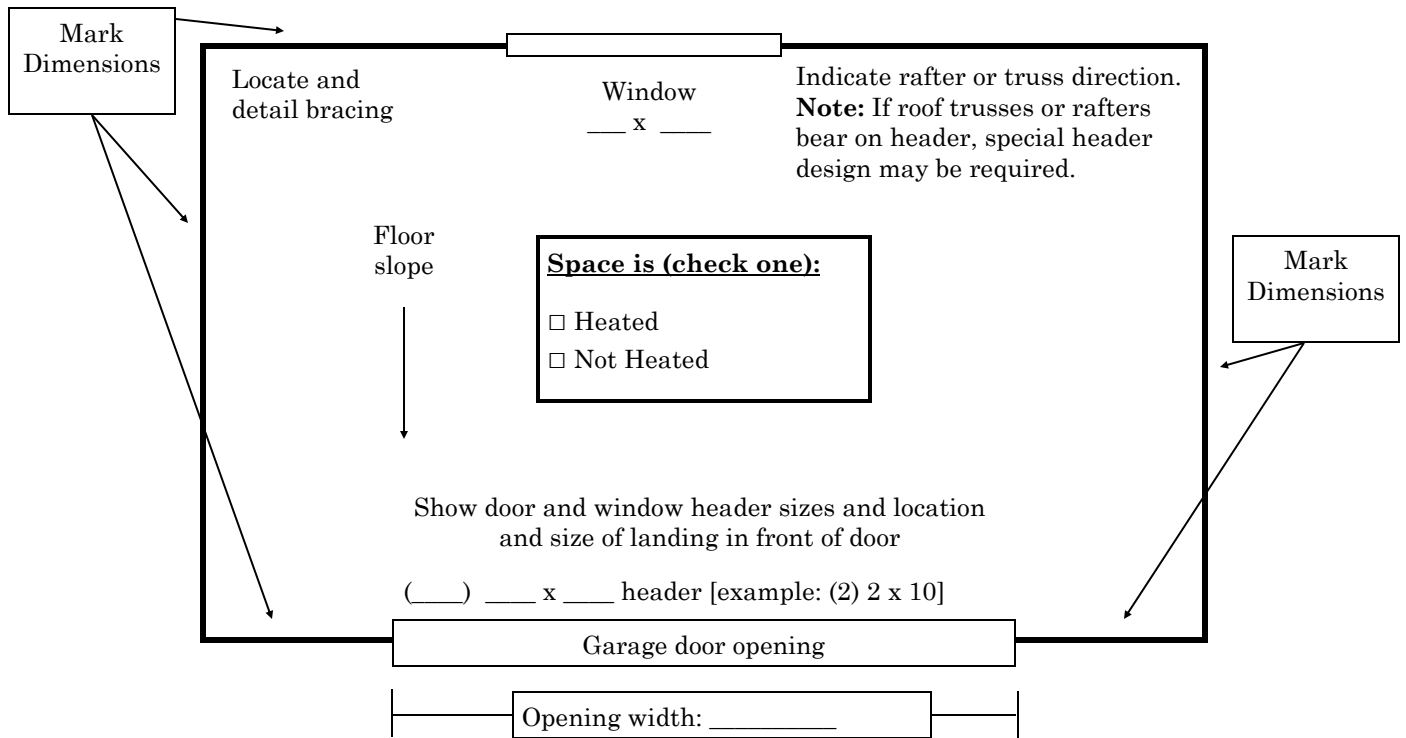 Mark
Dimensions
Locate and
detail bracing
Window
___ x ____
Indicate rafter or truss direction.
Note: If roof trusses or rafters
bear on header, special header
design may be required.
Floor
slope
Space is (check one):
□ Heated
□ Not Heated
Mark
Dimensions
Show door and window header sizes and location
and size of landing in front of door
(____) ____ x ____ header [example: (2) 2 x 10]
Garage door opening
Opening width: __________